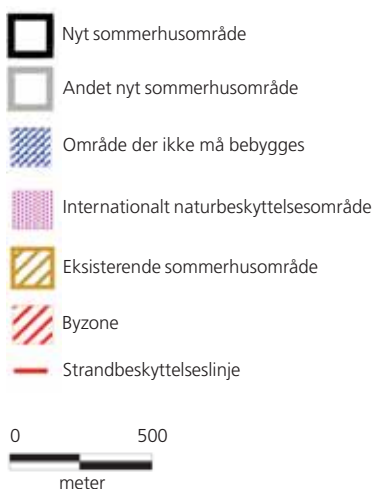 Nyt sommerhusområde
Andet nyt sommerhusområde
Område der ikke må bebygges
Internationalt naturbeskyttelsesområde
Eksisterende sommerhusområde
Byzone
Strandbeskyttelseslinje
0 500
meter